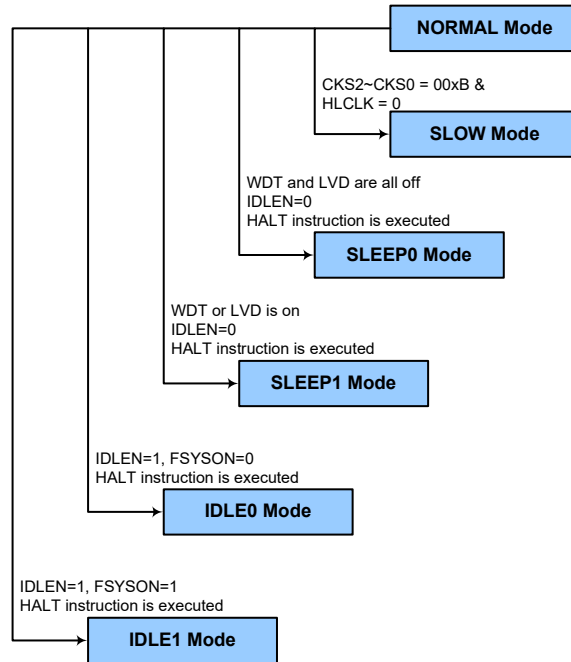 NORMAL Mode
CKS2~CKS0 = 00xB &
HLCLK = 0
SLOW Mode
WDT and LVD are all off
IDLEN=0
HALT instruction is executed
SLEEP0 Mode
WDT or LVD is on
IDLEN=0
HALT instruction is executed
SLEEP1 Mode
IDLEN=1, FSYSON=0
HALT instruction is executed
IDLE0 Mode
IDLEN=1, FSYSON=1
HALT instruction is executed
IDLE1 Mode